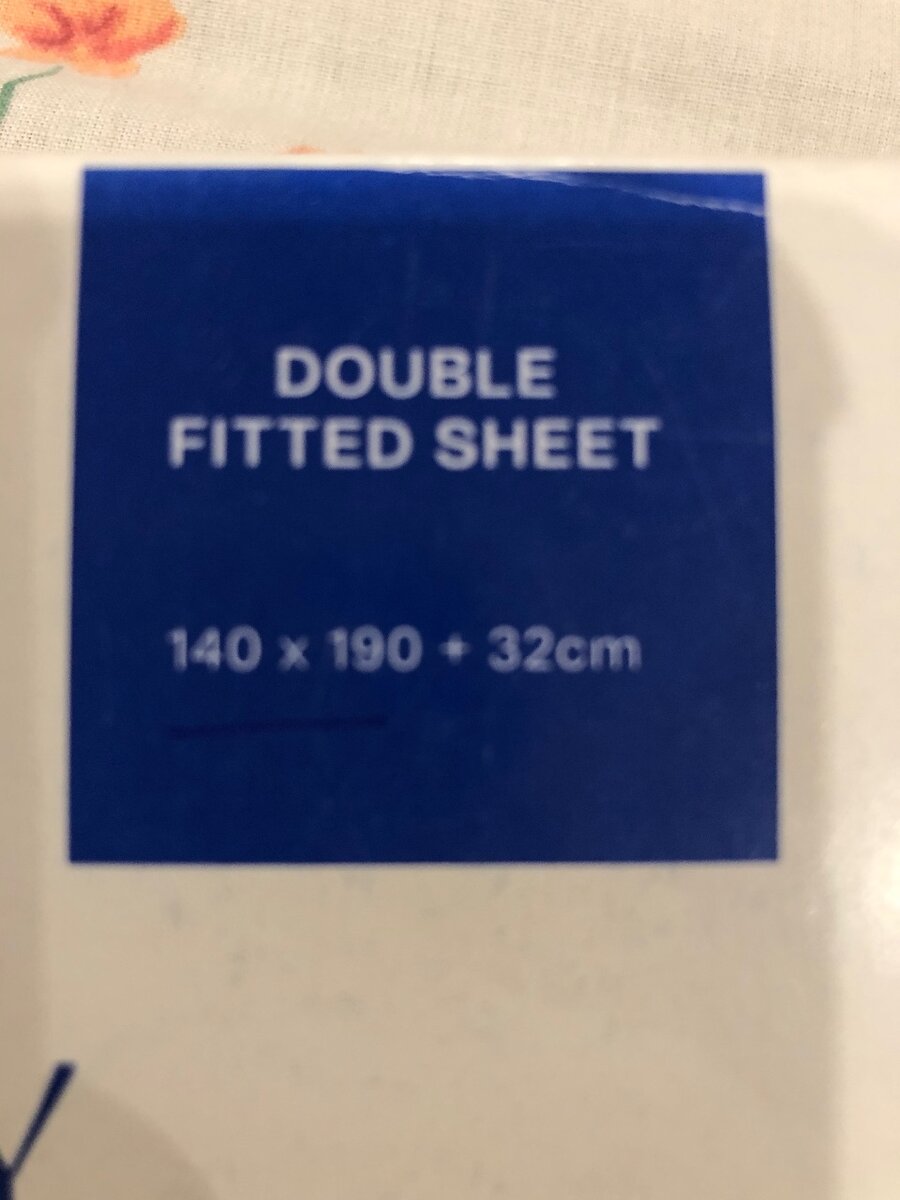 DOUBLE
FITTED SHEET
140 x 190 + 32cm